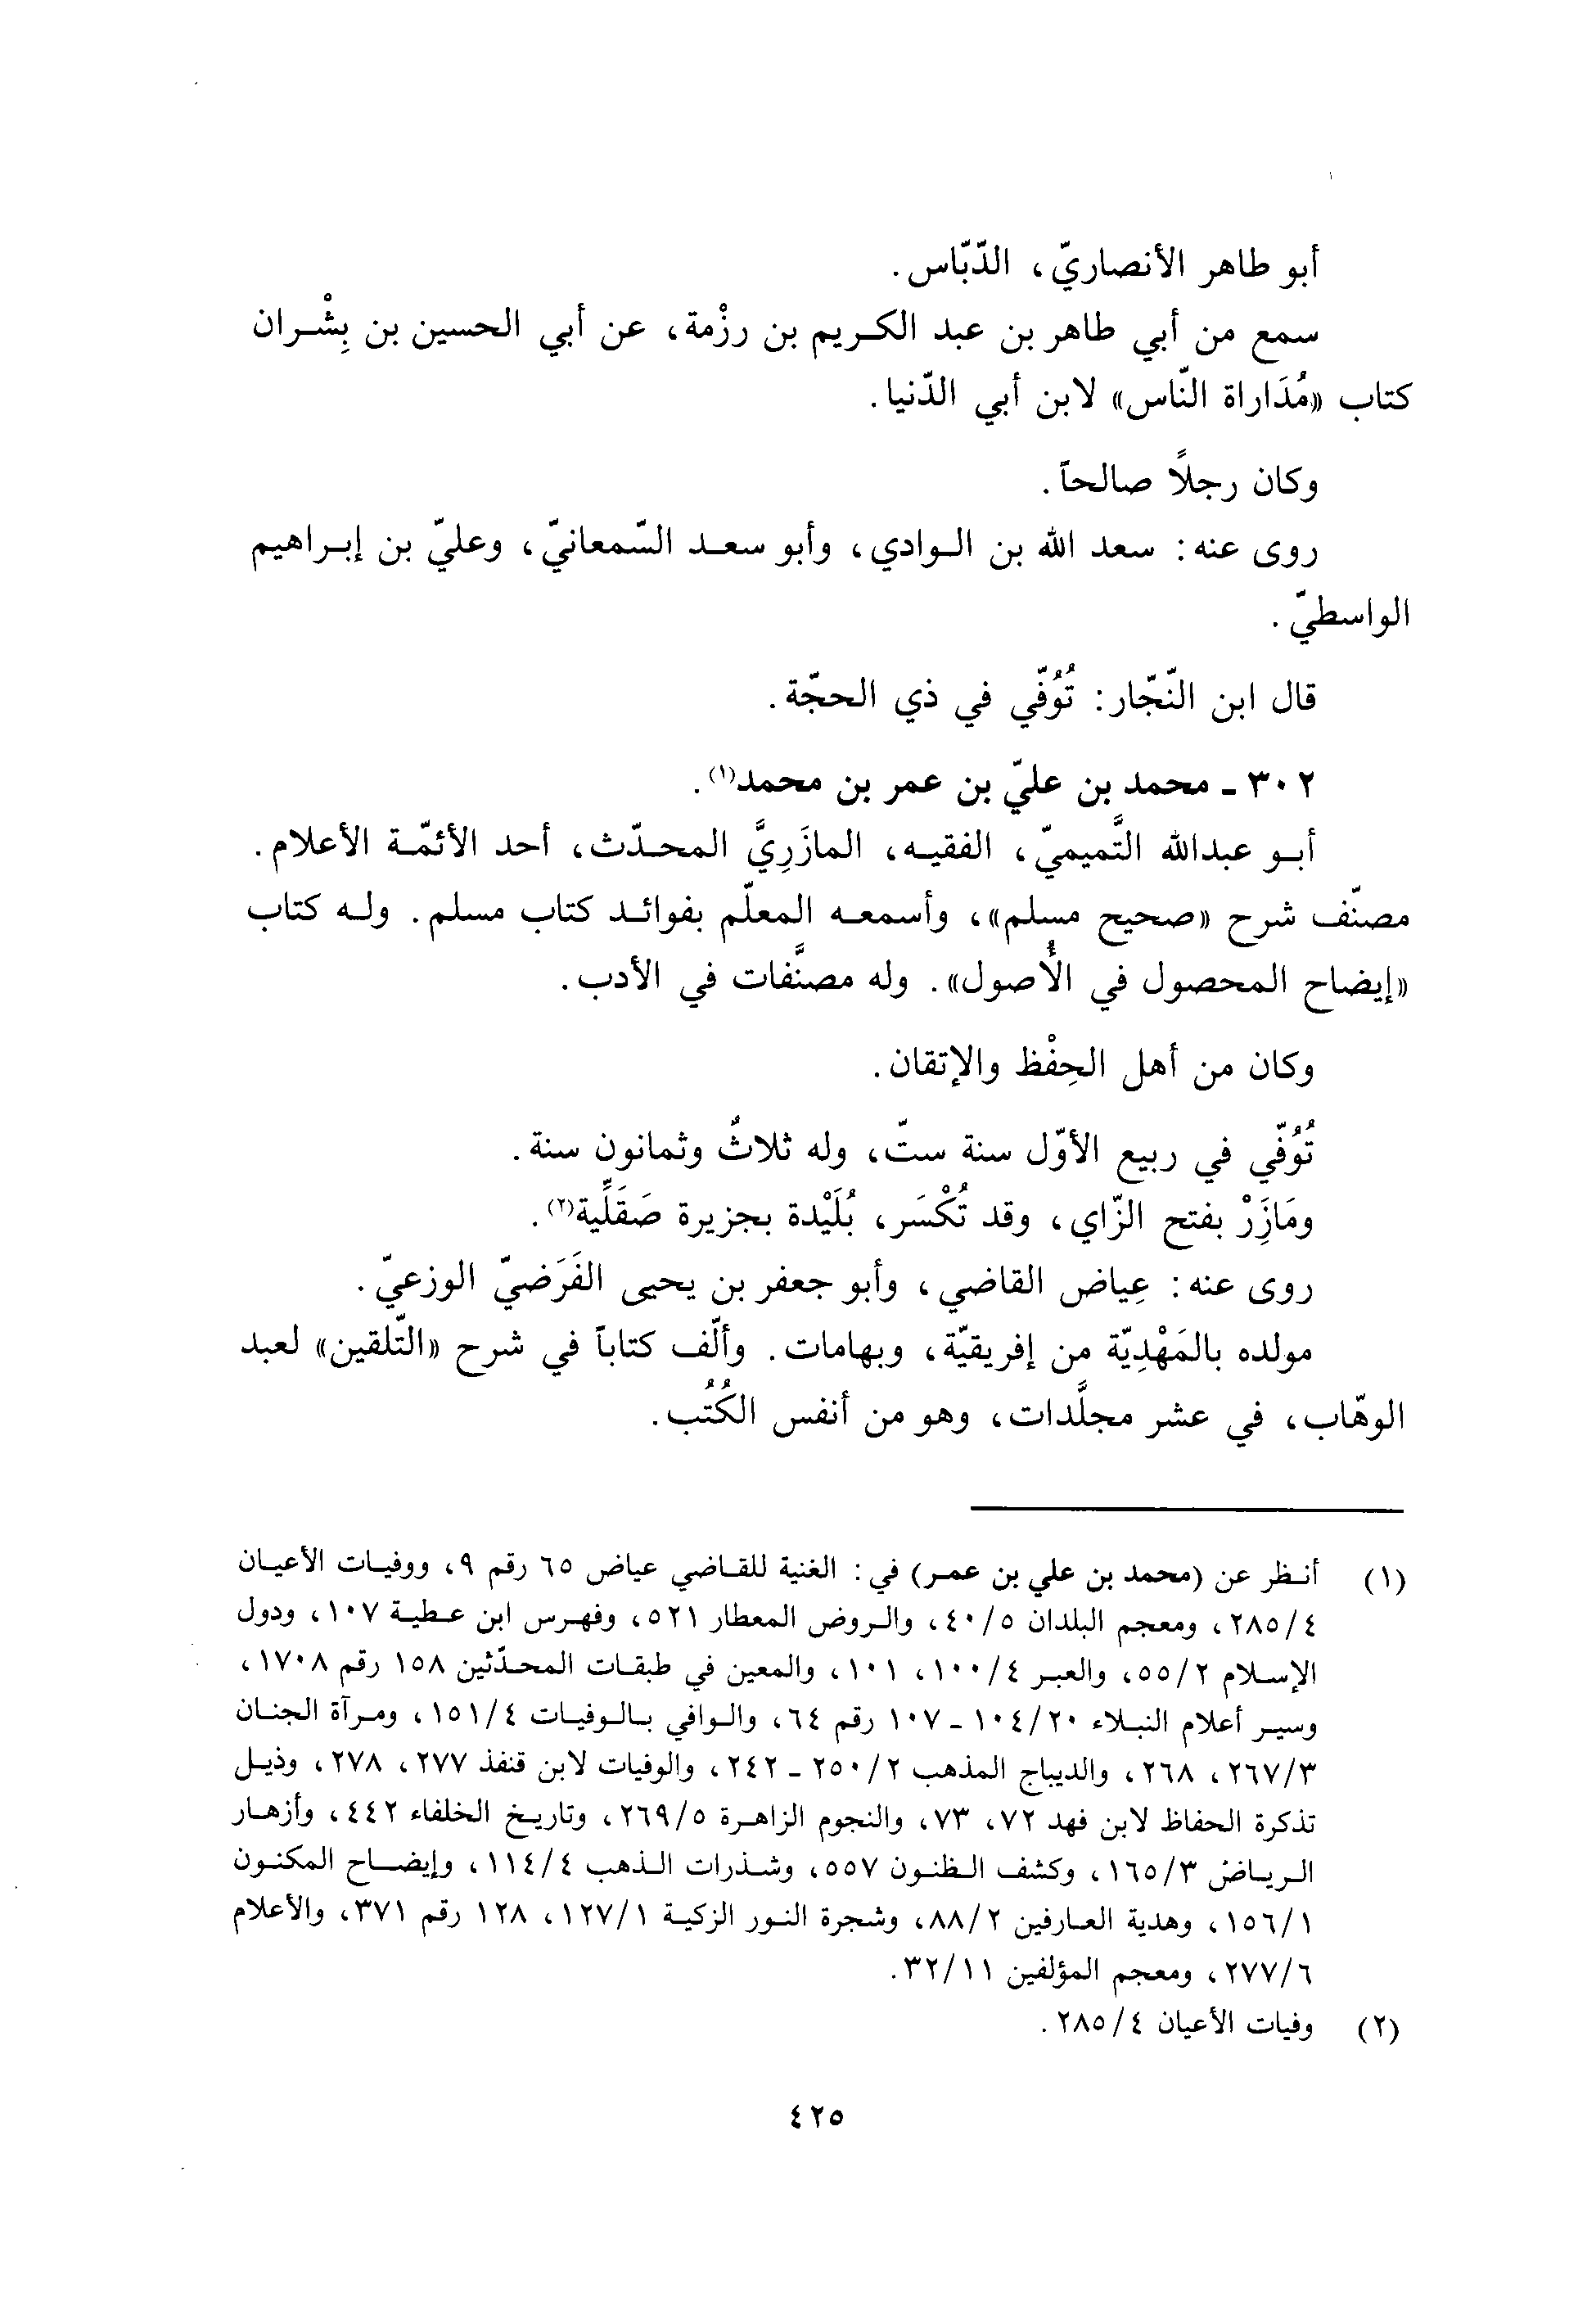 أبو طاهر الأنصاريّ، الدّبّاس.
سمع من أبي طاهر بن عبد الكريم بن رزْمة، عن أبي الحسين بن بِشْران
كتاب «مُدَاراة النّاس» لابن أبي الدّنيا.
وكان رجلاً صالحاً.
روى عنه: سعد الله بن الوادي، وأبو سعد السّمعانيّ، وعليّ بن إبراهيم
الواسطيّ.
قال ابن النّجّار: تُوُفّي في ذي الحجّة.
٣٠٢ - محمد بن عليّ بن عمر بن محمد(١).
أبو عبدالله التَّميميّ، الفقيه، المازَرِيَّ المحدّث، أحد الأئمّة الأعلام.
مصنّف شرح «صحيح مسلم»، وأسمعه المعلّم بفوائد كتاب مسلم. وله كتاب
«إيضاح المحصول في الأُصول». وله مصنَّفات في الأدب.
وكان من أهل الحِفْظ والإتقان.
تُوُفّي في ربيع الأوّل سنة ستّ، وله ثلاثٌ وثمانون سنة.
ومَازَِرْ بفتح الزّاي، وقد تُكْسَر، بُلَيْدة بجزيرة صَقَلِّية(٢).
روى عنه: عِياض القاضي، وأبو جعفر بن يحيى الفَرَضيّ الوزعيّ.
مولده بالمَهْدِيّة من إفريقيّة، وبهامات. وألّف كتاباً في شرح «التّلقين» لعبد
الوهّاب، في عشر مجلَّدات، وهو من أنفس الكُتُب.
(١) أنظر عن (محمد بن علي بن عمر) في: الغنية للقاضي عياض ٦٥ رقم ٩، ووفيات الأعيان
٢٨٥/٤، ومعجم البلدان ٤٠/٥، والروض المعطار ٥٢١، وفهرس ابن عطية ١٠٧، ودول
الإسلام ٥٥/٢، والعبر ١٠٠/٤، ١٠١، والمعين في طبقات المحدّثين ١٥٨ رقم ١٧٠٨،
وسير أعلام النبلاء ١٠٤/٢٠ - ١٠٧ رقم ٦٤، والوافي بالوفيات ١٥١/٤، ومرآة الجنان
٢٦٧/٣، ٢٦٨، والديباج المذهب ٢٥٠/٢ - ٢٤٢، والوفيات لابن قنفذ ٢٧٧، ٢٧٨، وذيل
تذكرة الحفاظ لابن فهد ٧٢، ٧٣، والنجوم الزاهرة ٢٦٩/٥، وتاريخ الخلفاء ٤٤٢، وأزهار
الرياض ١٦٥/٣، وكشف الظنون ٥٥٧، وشذرات الذهب ١١٤/٤، وإيضاح المكنون
١٥٦/١، وهدية العارفين ٨٨/٢، وشجرة النور الزكية ١٢٧/١، ١٢٨ رقم ٣٧١، والأعلام
٢٧٧/٦، ومعجم المؤلفين ٣٢/١١.
(٢) وفيات الأعيان ٢٨٥/٤.
٤٢٥